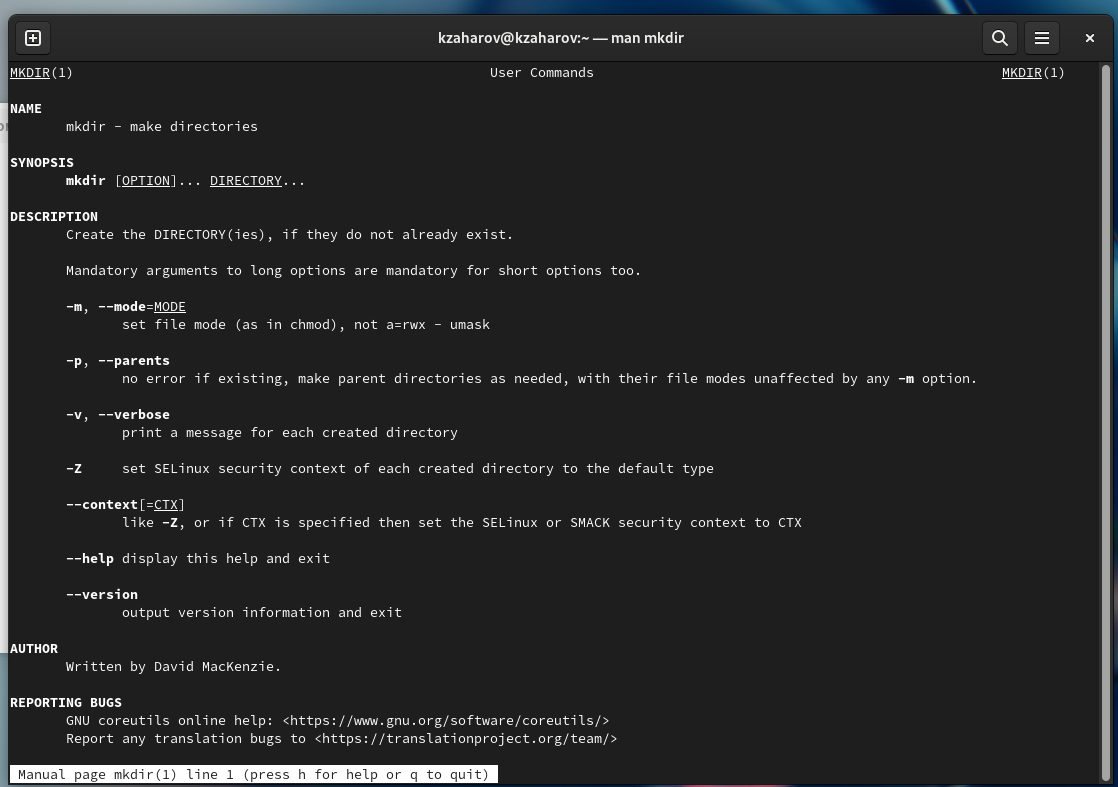 kzaharov@kzaharov:~ — man mkdir
MKDIR(1) User Commands MKDIR(1)
NAME
mkdir - make directories
SYNOPSIS
mkdir [OPTION]... DIRECTORY...
DESCRIPTION
Create the DIRECTORY(ies), if they do not already exist.
Mandatory arguments to long options are mandatory for short options too.
-m, --mode=MODE
set file mode (as in chmod), not a=rwx - umask
-p, --parents
no error if existing, make parent directories as needed, with their file modes unaffected by any -m option.
-v, --verbose
print a message for each created directory
-Z set SELinux security context of each created directory to the default type
--context[=CTX]
like -Z, or if CTX is specified then set the SELinux or SMACK security context to CTX
--help display this help and exit
--version
output version information and exit
AUTHOR
Written by David MacKenzie.
REPORTING BUGS
GNU coreutils online help: <https://www.gnu.org/software/coreutils/>
Report any translation bugs to <https://translationproject.org/team/>
Manual page mkdir(1) line 1 (press h for help or q to quit)